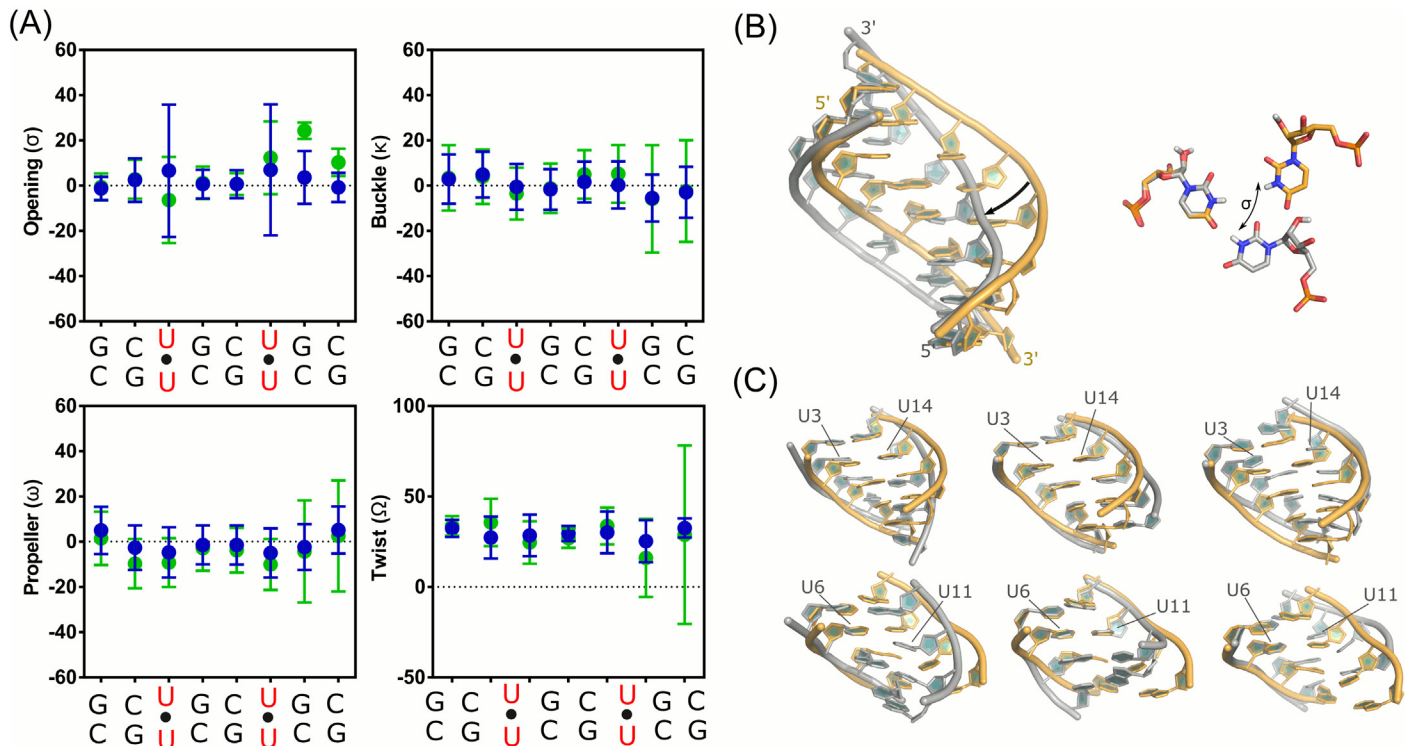 (A)
60
40
20
0
-20
-40
-60
Opening (σ)
G C U G C U G C
C G U C G U C G
60
40
20
0
-20
-40
-60
Buckle (κ)
G C U G C U G C
C G U C G U C G
60
40
20
0
-20
-40
-60
Propeller (ω)
G C U G C U G C
C G U C G U C G
100
50
0
-50
Twist (Ω)
G C U G C U G C
C G U C G U C G
(B)
3'
5'
5'
3'
σ
(C)
U3 U14
U3 U14
U3 U14
U6 U11
U6 U11
U6 U11